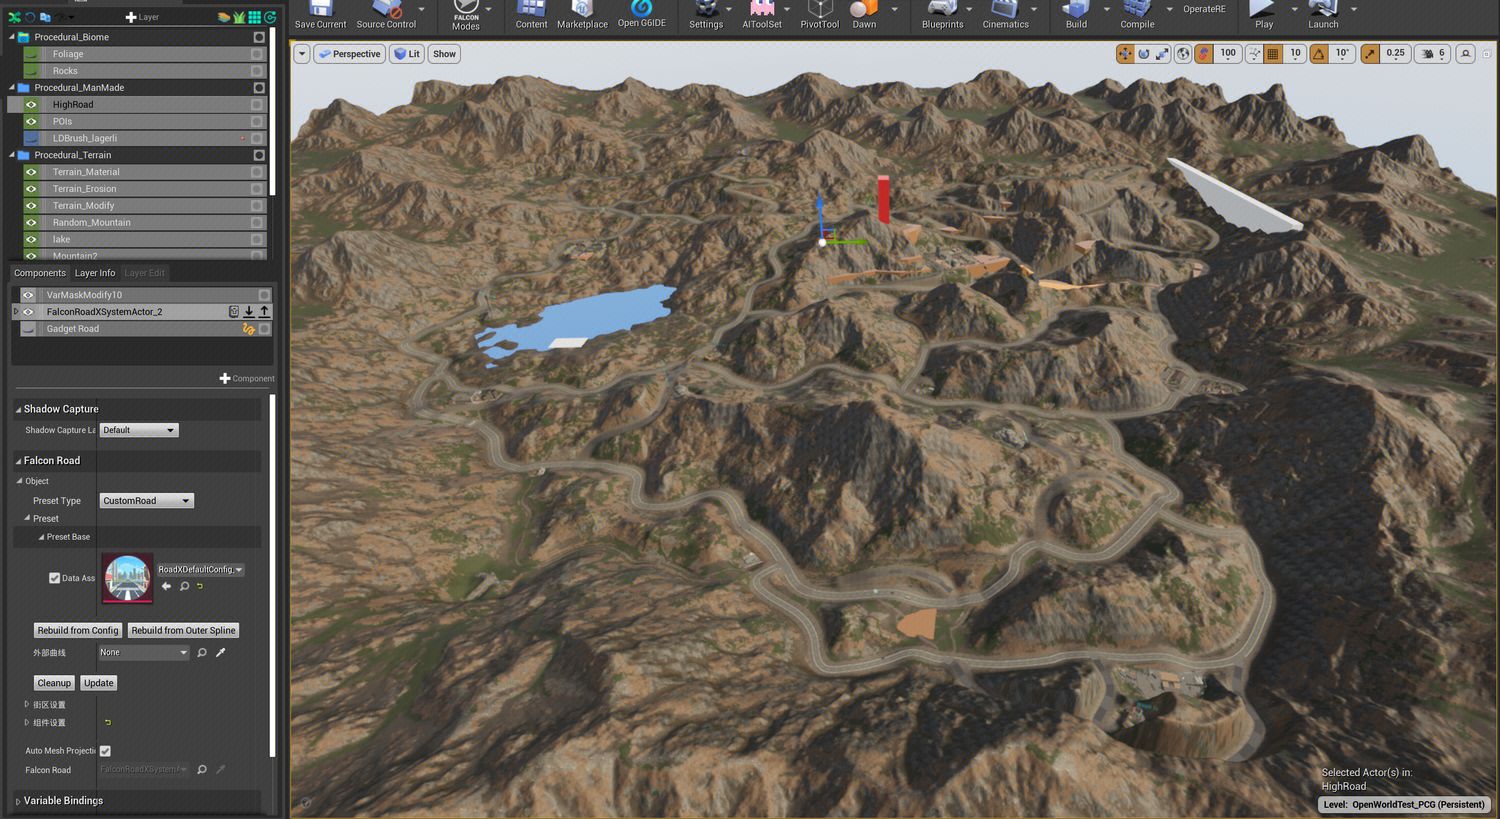 Layer
Procedural_Biome
Foliage
Rocks
Procedural_ManMade
HighRoad
POIs
LDBrush_lagerli
Procedural_Terrain
Terrain_Material
Terrain_Erosion
Terrain_Modify
Random_Mountain
lake
Mountain2
Components Layer Info Layer Edit
VarMaskModify10
FalconRoadXSystemActor_2
Gadget Road
Component
Shadow Capture
Shadow Capture La Default
Falcon Road
Object
Preset Type CustomRoad
Preset
Preset Base
Data Ass RoadXDefaultConfig_
Rebuild from Config Rebuild from Outer Spline
外部曲线 None
Cleanup Update
街区设置
组件设置
Auto Mesh Projecti
Falcon Road FalconRoadXSystemA
Variable Bindings
Save Current Source Control FALCON Modes Content Marketplace Open G6IDE Settings AIToolSet PivotTool Dawn Blueprints Cinematics Build Compile OperateRE Play Launch
Perspective Lit Show
100 10 10° 0.25 6
Selected Actor(s) in:
HighRoad
Level: OpenWorldTest_PCG (Persistent)